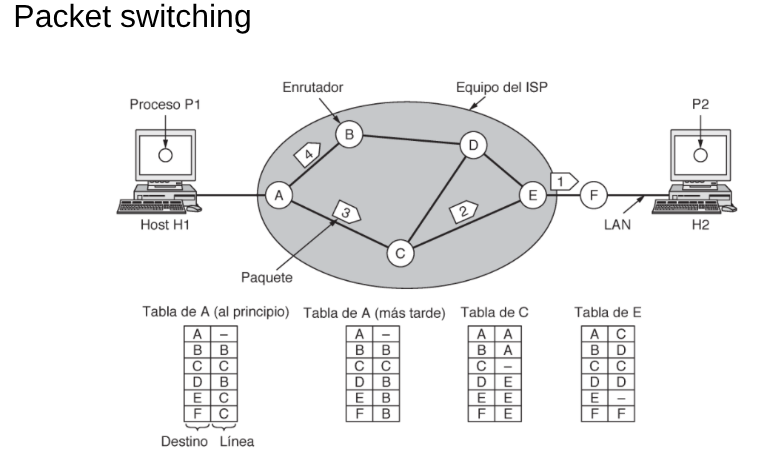 Packet switching
Enrutador
Equipo del ISP
Proceso P1
P2
B
D
4
1
A
E
F
3
2
Host H1
LAN
H2
C
Paquete
Tabla de A (al principio)
Tabla de A (más tarde)
Tabla de C
Tabla de E
A –
B B
C C
D B
E C
F C
A –
B B
C C
D B
E B
F B
A A
B A
C –
D E
E E
F E
A C
B D
C C
D D
E –
F F
Destino Línea